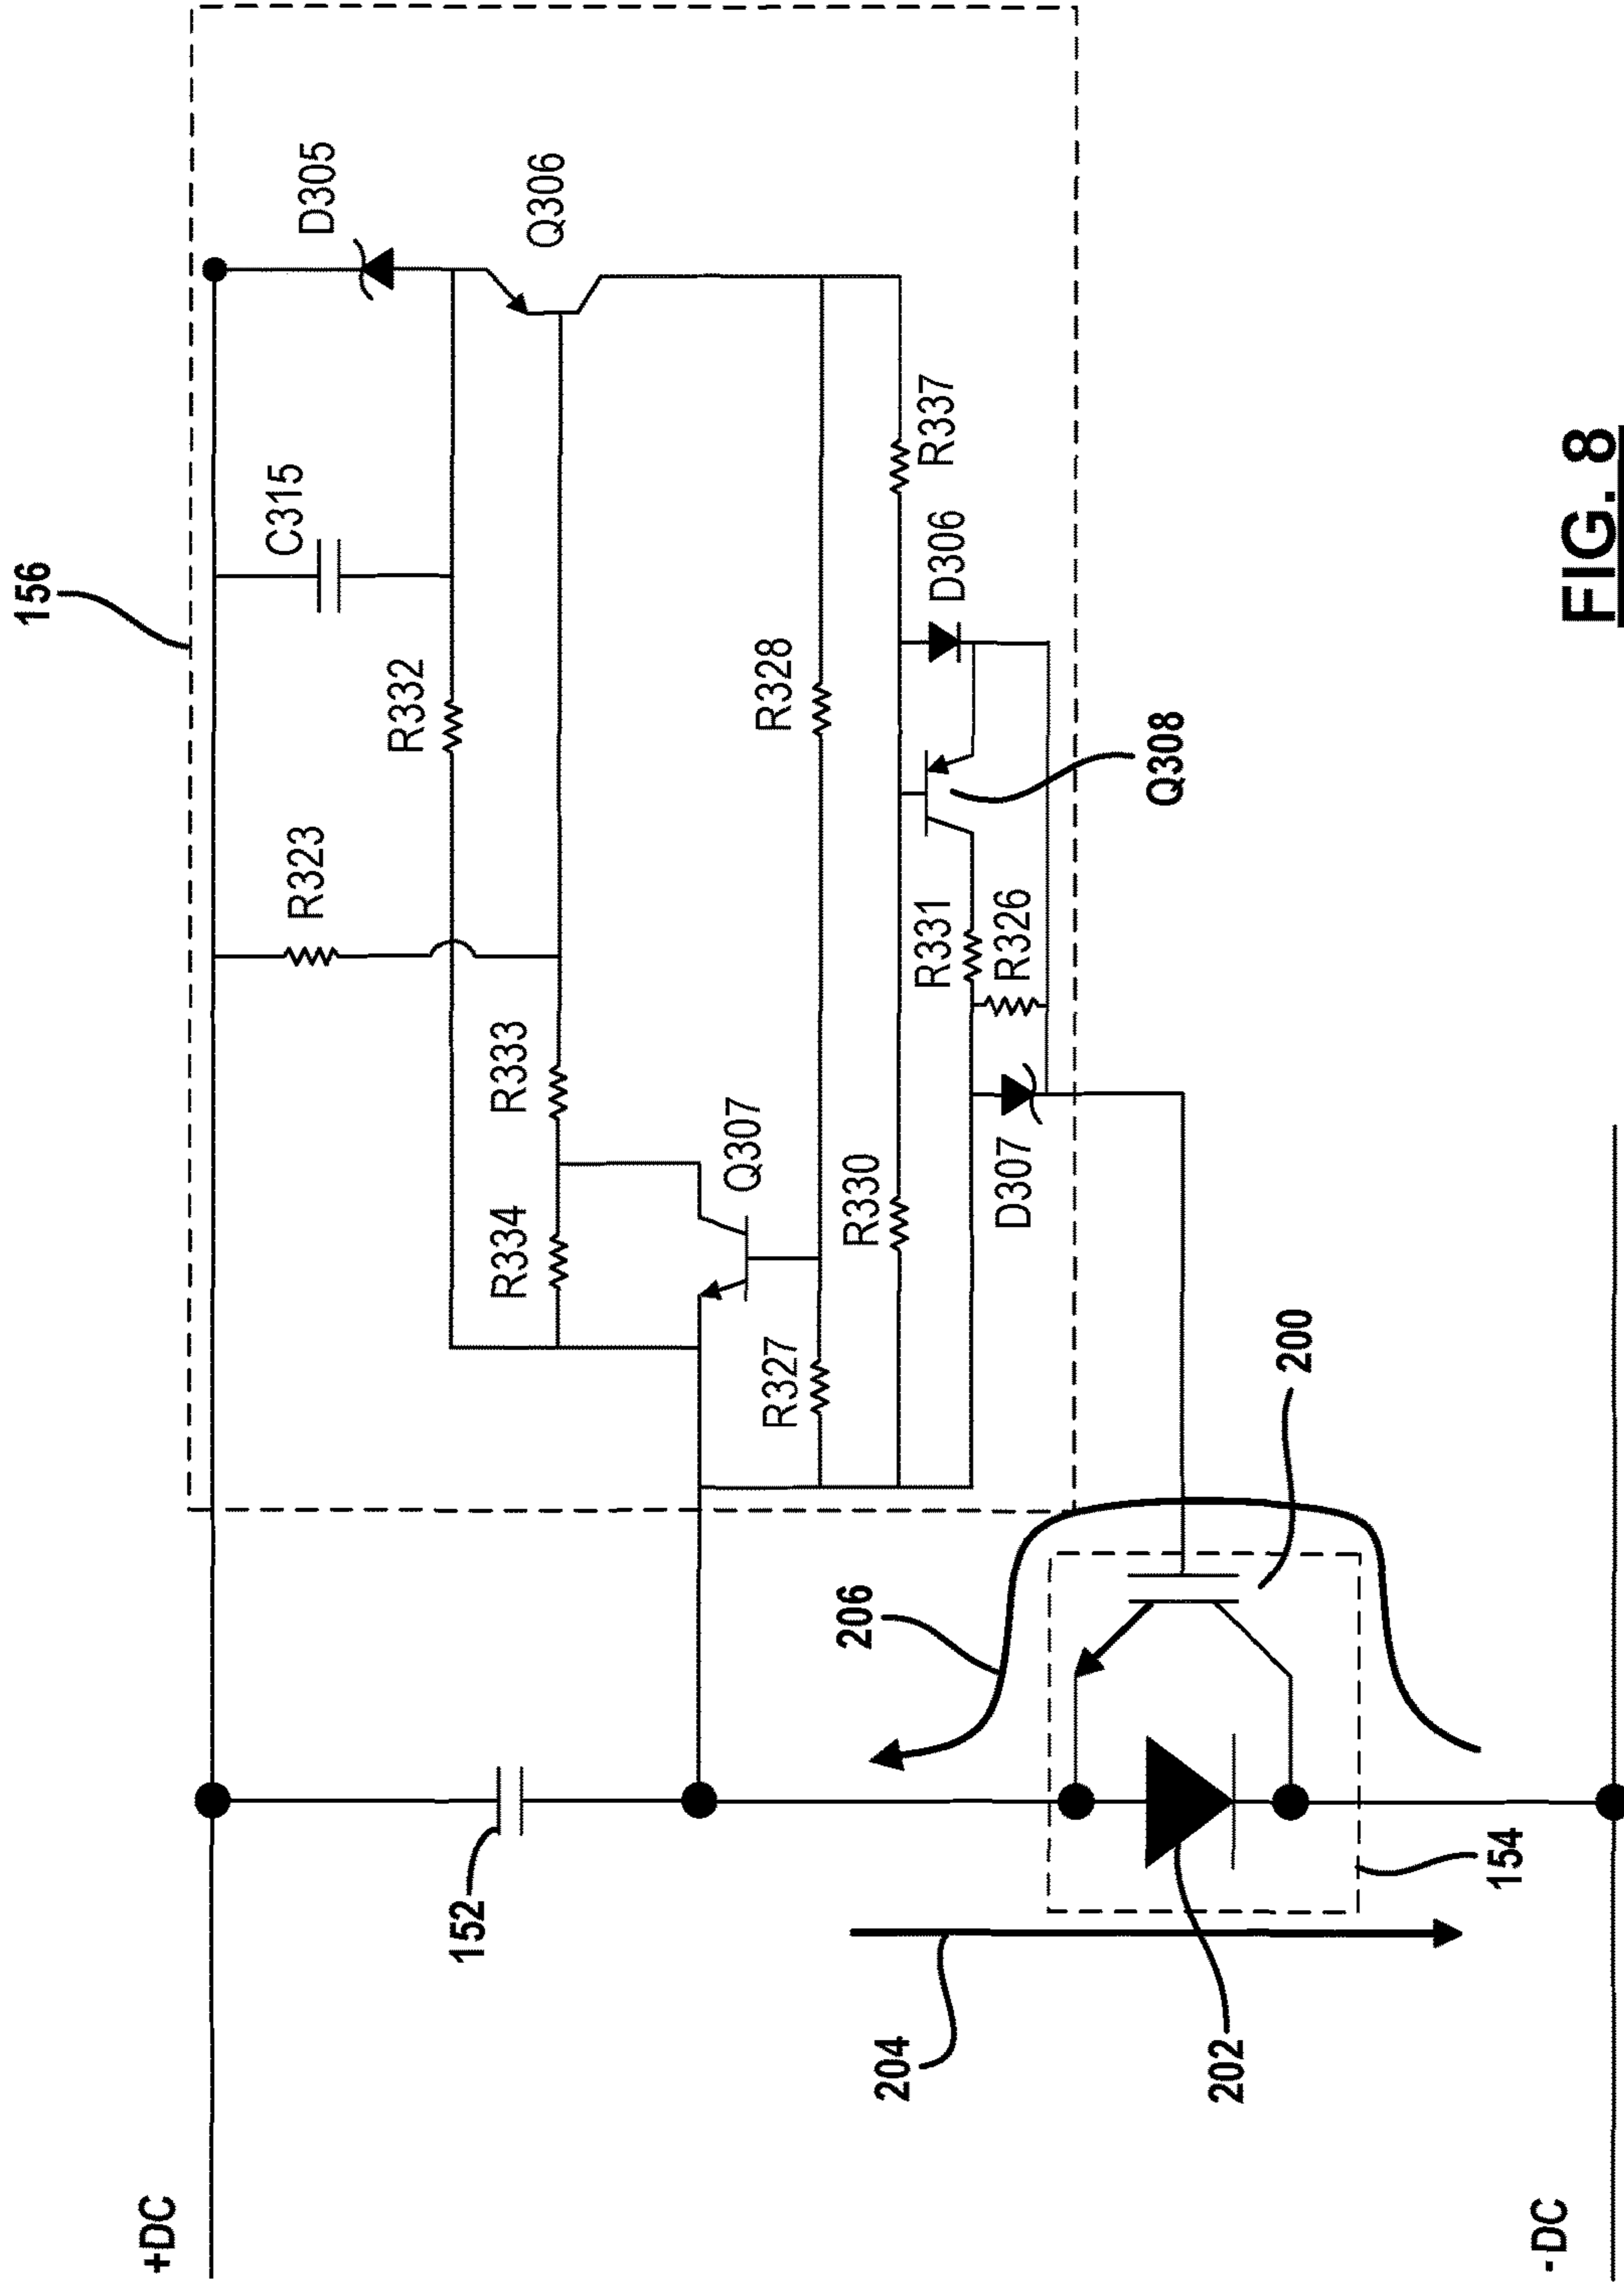 156
D305
Q306
C315
R332
R323
R333
R334
Q307
R328
R337
D306
Q308
R331
R326
R330
D307
R327
200
206
152
154
204
202
+DC
-DC
FIG. 8